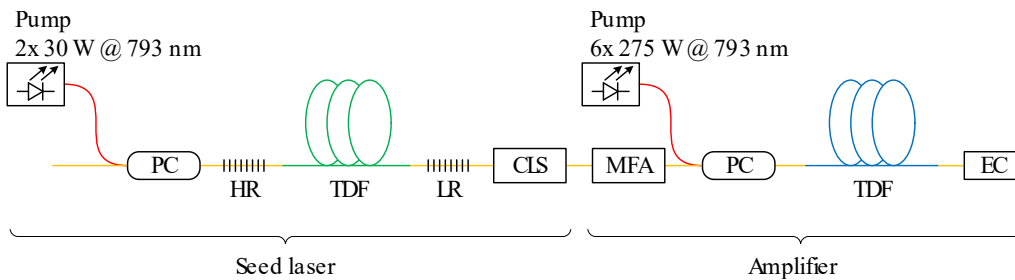 Pump
2x 30 W @ 793 nm
Pump
6x 275 W @ 793 nm
PC
HR
TDF
LR
CLS
MFA
PC
TDF
EC
Seed laser
Amplifier